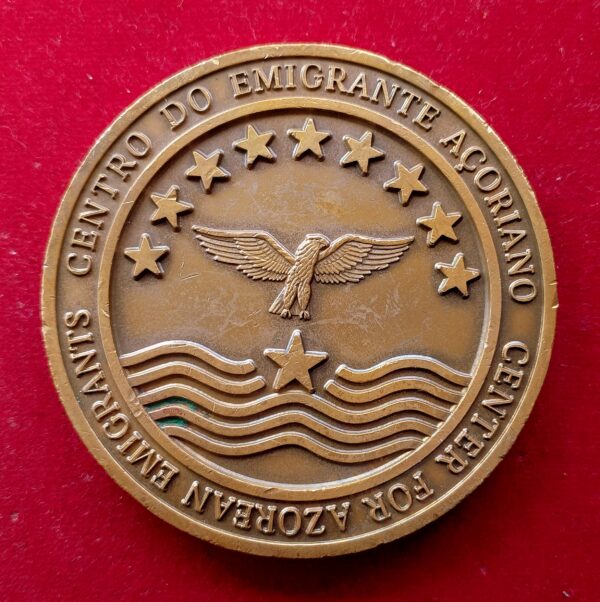 CENTRO DO EMIGRANTE AÇORIANO
CENTER FOR AZOREAN EMIGRANTS